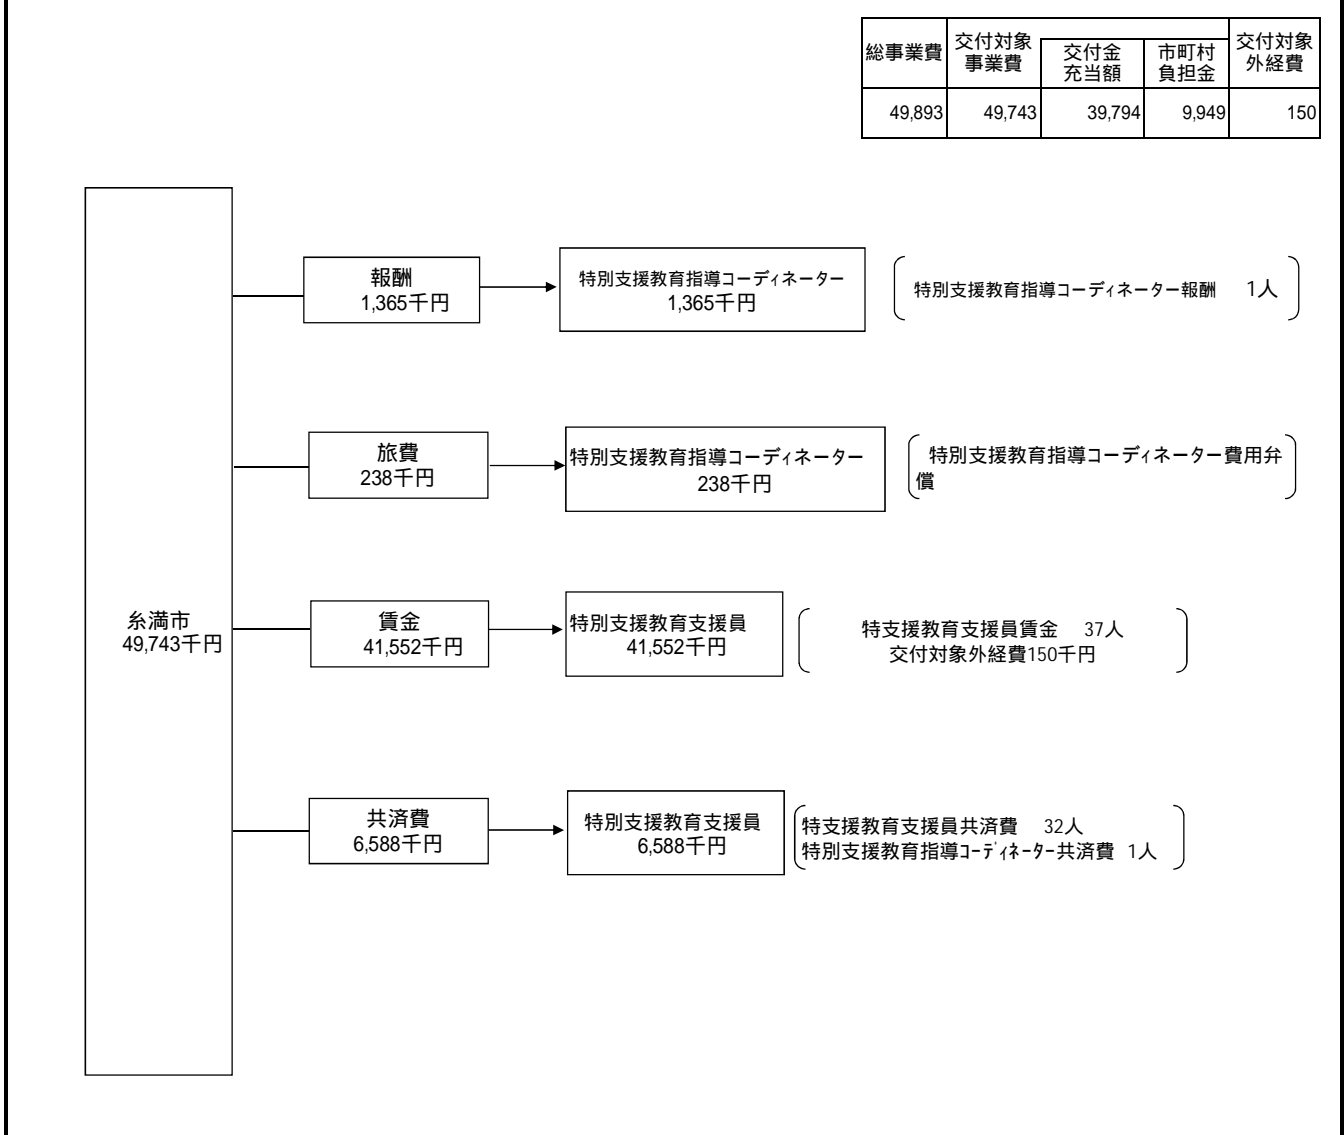 総事業費
交付対象
事業費
交付金
充当額
市町村
負担金
交付対象
外経費
49,893
49,743
39,794
9,949
150
報酬
1,365千円
特別支援教育指導コーディネーター
1,365千円
特別支援教育指導コーディネーター報酬 1人
旅費
238千円
特別支援教育指導コーディネーター
238千円
特別支援教育指導コーディネーター費用弁
償
糸満市
49,743千円
賃金
41,552千円
特別支援教育支援員
41,552千円
特支援教育支援員賃金 37人
交付対象外経費150千円
共済費
6,588千円
特別支援教育支援員
6,588千円
特支援教育支援員共済費 32人
特別支援教育指導ｺｰﾃﾞｨﾈｰﾀｰ共済費 1人